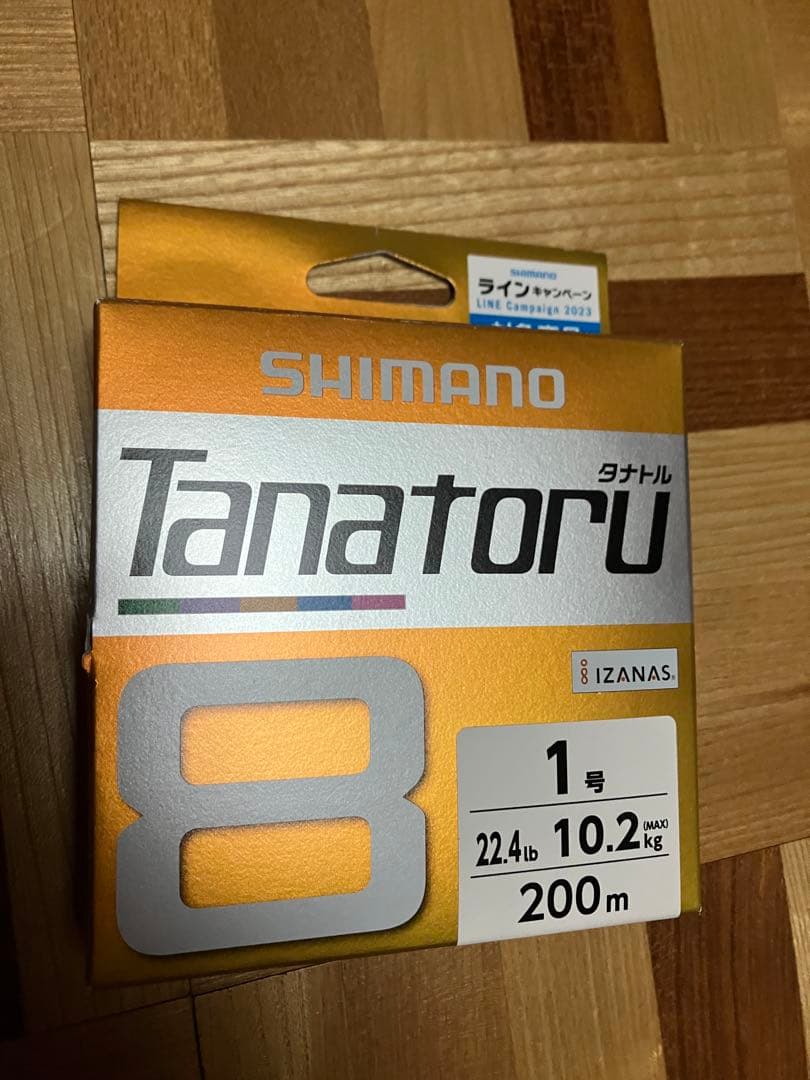 SHIMANO
ライン キャンペーン
LINE Campaign 2023
SHIMANO
タナトル
Tanatoru
8
IZANAS®
1号
22.4lb 10.2kg (MAX)
200m